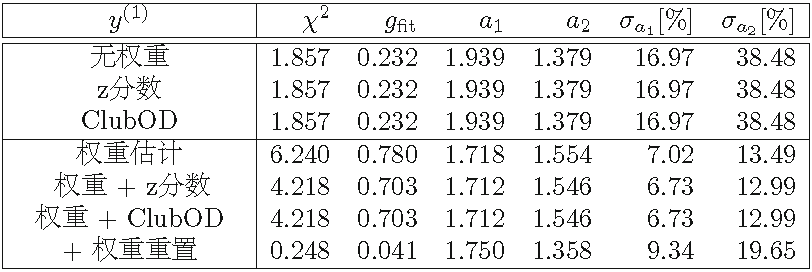 y^{(1)} χ^2 g_{fit} a_1 a_2 σ_{a_1}[%] σ_{a_2}[%]
无权重 1.857 0.232 1.939 1.379 16.97 38.48
z分数 1.857 0.232 1.939 1.379 16.97 38.48
ClubOD 1.857 0.232 1.939 1.379 16.97 38.48
权重估计 6.240 0.780 1.718 1.554 7.02 13.49
权重 + z分数 4.218 0.703 1.712 1.546 6.73 12.99
权重 + ClubOD 4.218 0.703 1.712 1.546 6.73 12.99
+ 权重重置 0.248 0.041 1.750 1.358 9.34 19.65